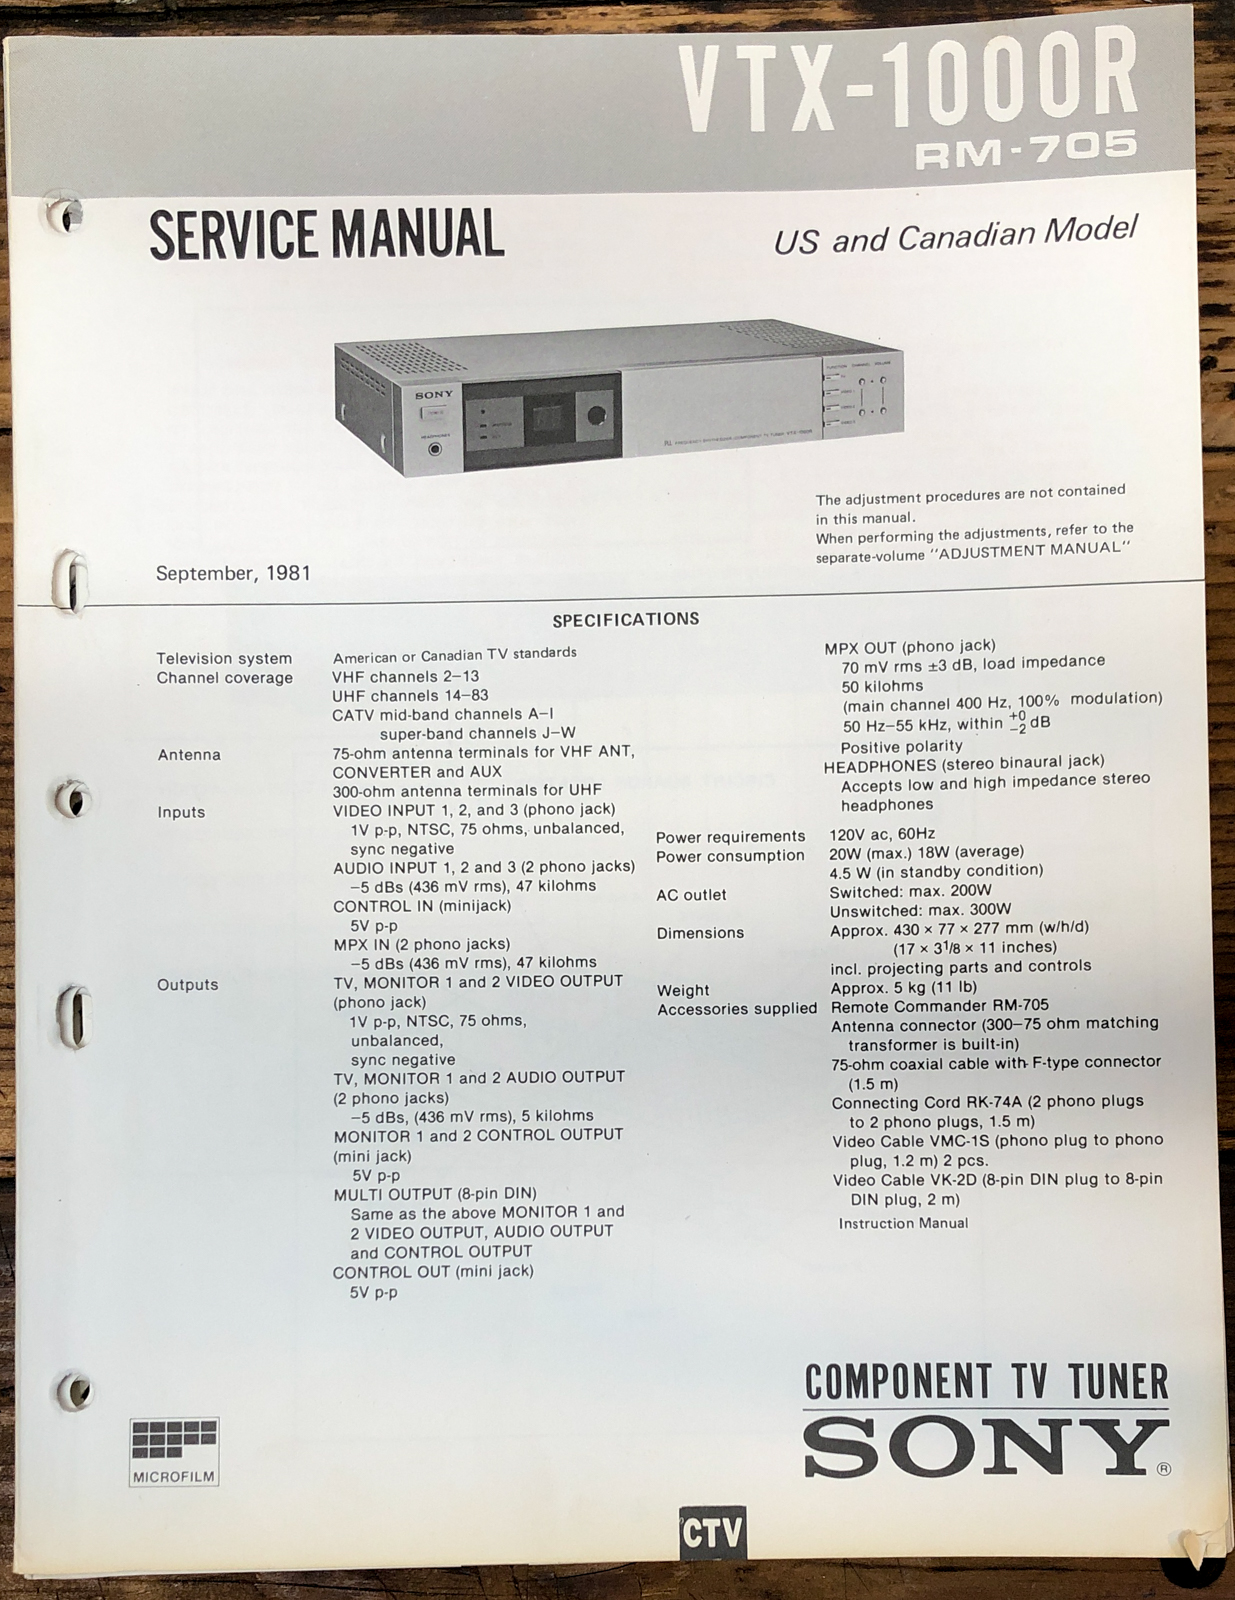 VTX-1000R
RM-705
SERVICE MANUAL
US and Canadian Model
SONY
HEADPHONES
FUNCTION CHANNEL VOLUME
The adjustment procedures are not contained
in this manual.
When performing the adjustments, refer to the
separate-volume "ADJUSTMENT MANUAL"
September, 1981
SPECIFICATIONS
Television system American or Canadian TV standards
Channel coverage VHF channels 2–13
UHF channels 14–83
CATV mid-band channels A–I
super-band channels J–W
Antenna 75-ohm antenna terminals for VHF ANT,
CONVERTER and AUX
300-ohm antenna terminals for UHF
Inputs VIDEO INPUT 1, 2, and 3 (phono jack)
1V p-p, NTSC, 75 ohms, unbalanced,
sync negative
AUDIO INPUT 1, 2 and 3 (2 phono jacks)
–5 dBs (436 mV rms), 47 kilohms
CONTROL IN (minijack)
5V p-p
MPX IN (2 phono jacks)
–5 dBs (436 mV rms), 47 kilohms
Outputs TV, MONITOR 1 and 2 VIDEO OUTPUT
(phono jack)
1V p-p, NTSC, 75 ohms,
unbalanced,
sync negative
TV, MONITOR 1 and 2 AUDIO OUTPUT
(2 phono jacks)
–5 dBs, (436 mV rms), 5 kilohms
MONITOR 1 and 2 CONTROL OUTPUT
(mini jack)
5V p-p
MULTI OUTPUT (8-pin DIN)
Same as the above MONITOR 1 and
2 VIDEO OUTPUT, AUDIO OUTPUT
and CONTROL OUTPUT
CONTROL OUT (mini jack)
5V p-p
MPX OUT (phono jack)
70 mV rms ±3 dB, load impedance
50 kilohms
(main channel 400 Hz, 100% modulation)
50 Hz–55 kHz, within +0 –2 dB
Positive polarity
HEADPHONES (stereo binaural jack)
Accepts low and high impedance stereo
headphones
Power requirements 120V ac, 60Hz
Power consumption 20W (max.) 18W (average)
4.5 W (in standby condition)
AC outlet Switched: max. 200W
Unswitched: max. 300W
Dimensions Approx. 430 × 77 × 277 mm (w/h/d)
(17 × 3 1/8 × 11 inches)
incl. projecting parts and controls
Weight Approx. 5 kg (11 lb)
Accessories supplied Remote Commander RM-705
Antenna connector (300–75 ohm matching
transformer is built-in)
75-ohm coaxial cable with F-type connector
(1.5 m)
Connecting Cord RK-74A (2 phono plugs
to 2 phono plugs, 1.5 m)
Video Cable VMC-1S (phono plug to phono
plug, 1.2 m) 2 pcs.
Video Cable VK-2D (8-pin DIN plug to 8-pin
DIN plug, 2 m)
Instruction Manual
COMPONENT TV TUNER
SONY®
MICROFILM
CTV